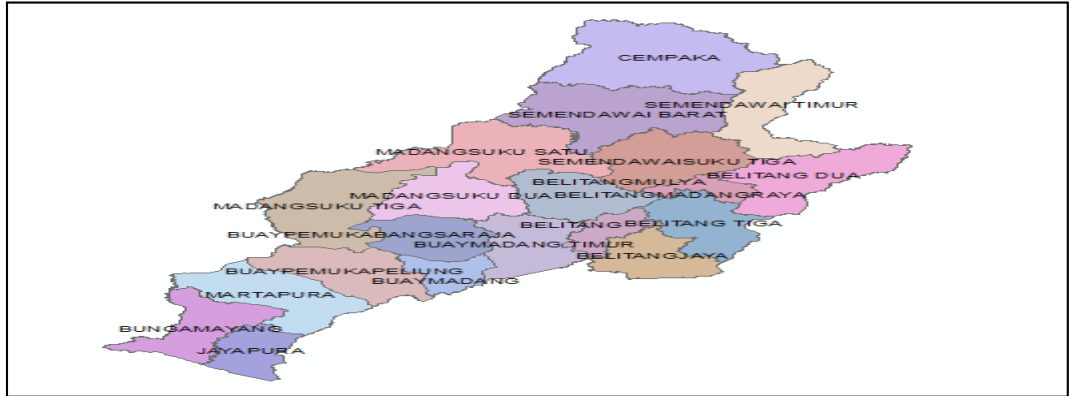 CEMPAKA
SEMENDAWAI TIMUR
SEMENDAWAI BARAT
MADANGSUKU SATU
SEMENDAWAISUKU TIGA
BELITANG DUA
BELITANGMULYA
MADANGSUKU DUA
BELITANGMADANGRAYA
MADANGSUKU TIGA
BELITANG
BELITANG TIGA
BUAYPEMUKABANGSARAJA
BUAYMADANG TIMUR
BELITANGJAYA
BUAYPEMUKAPELIUNG
BUAYMADANG
MARTAPURA
BUNGAMAYANG
JAYAPURA